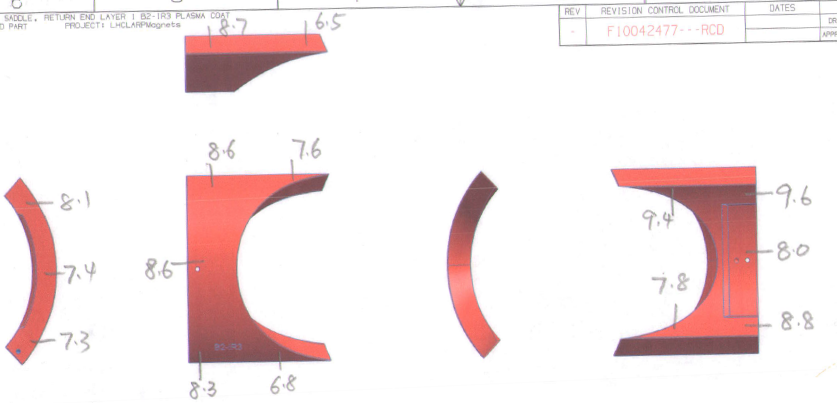 SADDLE, RETURN END LAYER 1 B2-IR3 PLASMA COAT
D PART PROJECT: LHCLARPMagnets
REV REVISION CONTROL DOCUMENT DATES
- F10042477---RCD
DR
APPR
8.7 6.5
8.6 7.6
8.1
7.4
7.3
8.6
B2-IR3
8.3 6.8
9.6
9.4
8.0
7.8
8.8